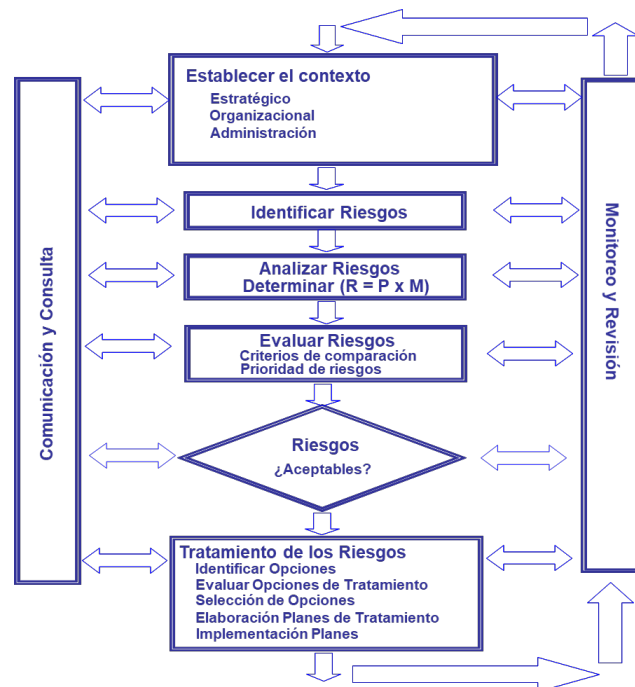 Establecer el contexto
Estratégico
Organizacional
Administración
Identificar Riesgos
Analizar Riesgos
Determinar (R = P x M)
Evaluar Riesgos
Criterios de comparación
Prioridad de riesgos
Riesgos
¿Aceptables?
Tratamiento de los Riesgos
Identificar Opciones
Evaluar Opciones de Tratamiento
Selección de Opciones
Elaboración Planes de Tratamiento
Implementación Planes
Comunicación y Consulta
Monitoreo y Revisión